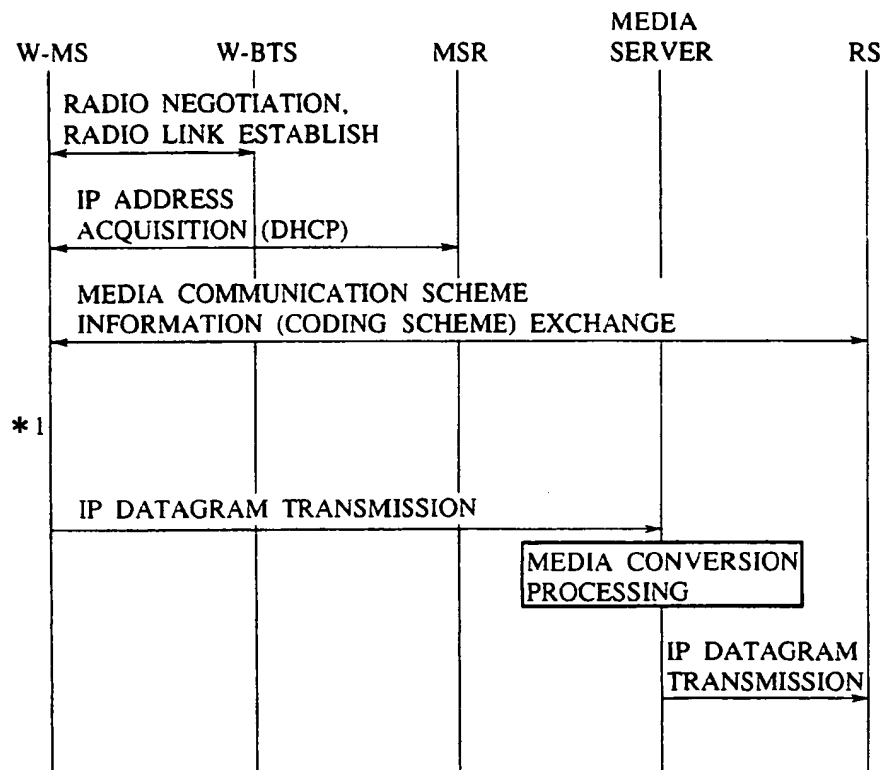 MEDIA
W-MS W-BTS MSR SERVER RS
RADIO NEGOTIATION,
RADIO LINK ESTABLISH
IP ADDRESS
ACQUISITION (DHCP)
MEDIA COMMUNICATION SCHEME
INFORMATION (CODING SCHEME) EXCHANGE
*1
IP DATAGRAM TRANSMISSION
MEDIA CONVERSION
PROCESSING
IP DATAGRAM
TRANSMISSION